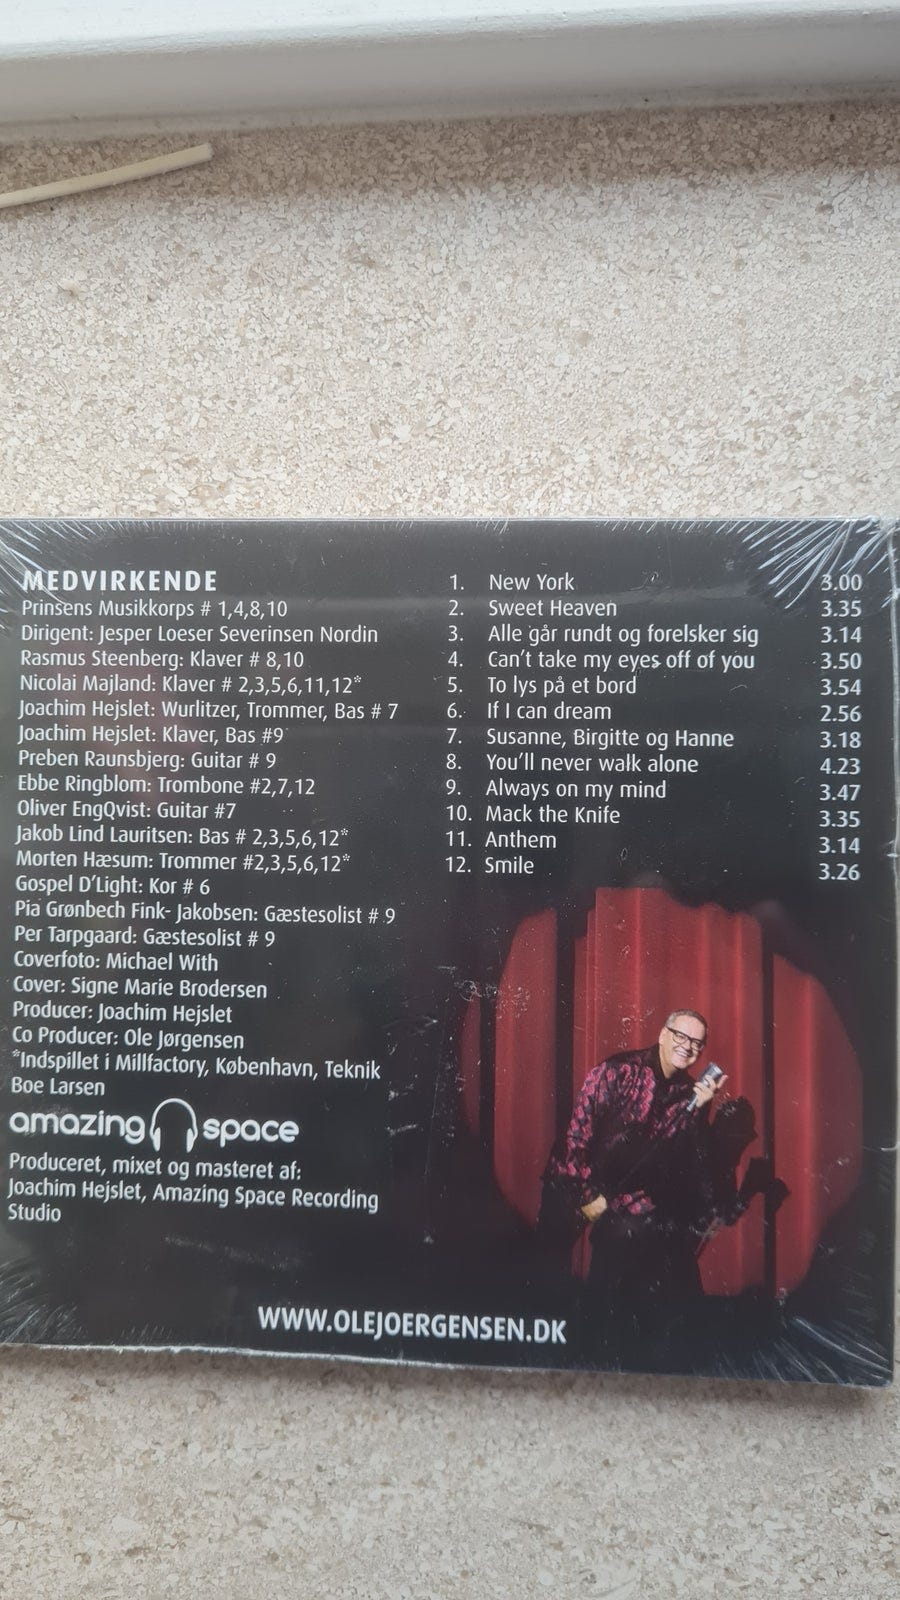 MEDVIRKENDE
Prinsens Musikkorps # 1,4,8,10
Dirigent: Jesper Loeser Severinsen Nordin
Rasmus Steenberg: Klaver # 8,10
Nicolai Majland: Klaver # 2,3,5,6,11,12*
Joachim Hejslet: Wurlitzer, Trommer, Bas # 7
Joachim Hejslet: Klaver, Bas #9
Preben Raunsbjerg: Guitar # 9
Ebbe Ringblom: Trombone #2,7,12
Oliver EngQvist: Guitar #7
Jakob Lind Lauritsen: Bas # 2,3,5,6,12*
Morten Hæsum: Trommer #2,3,5,6,12*
Gospel D'Light: Kor # 6
Pia Grønbech Fink- Jakobsen: Gæstesolist # 9
Per Tarpgaard: Gæstesolist # 9
Coverfoto: Michael With
Cover: Signe Marie Brodersen
Producer: Joachim Hejslet
Co Producer: Ole Jørgensen
*Indspillet i Millfactory, København, Teknik
Boe Larsen
amazing space
Produceret, mixet og masteret af:
Joachim Hejslet, Amazing Space Recording
Studio
1. New York 3.00
2. Sweet Heaven 3.35
3. Alle går rundt og forelsker sig 3.14
4. Can't take my eyes off of you 3.50
5. To lys på et bord 3.54
6. If I can dream 2.56
7. Susanne, Birgitte og Hanne 3.18
8. You'll never walk alone 4.23
9. Always on my mind 3.47
10. Mack the Knife 3.35
11. Anthem 3.14
12. Smile 3.26
WWW.OLEJOERGENSEN.DK